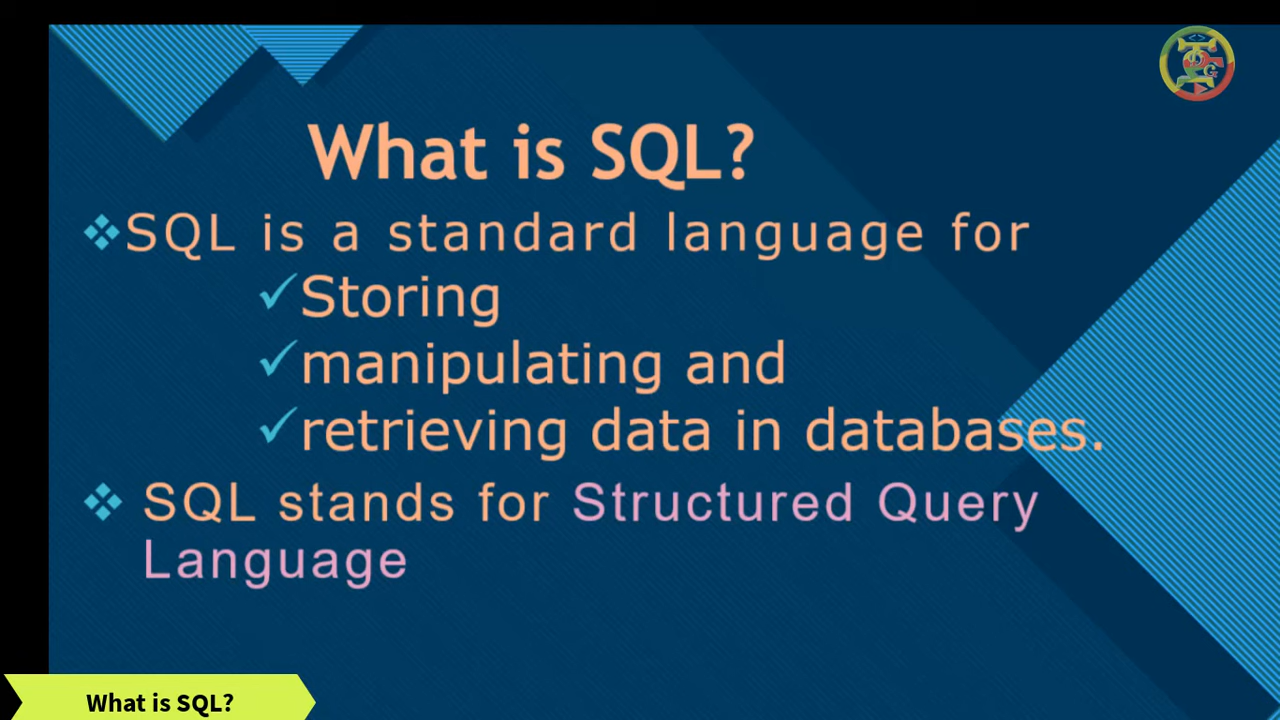 What is SQL?
❖SQL is a standard language for
✓Storing
✓manipulating and
✓retrieving data in databases.
❖ SQL stands for Structured Query
Language
What is SQL?